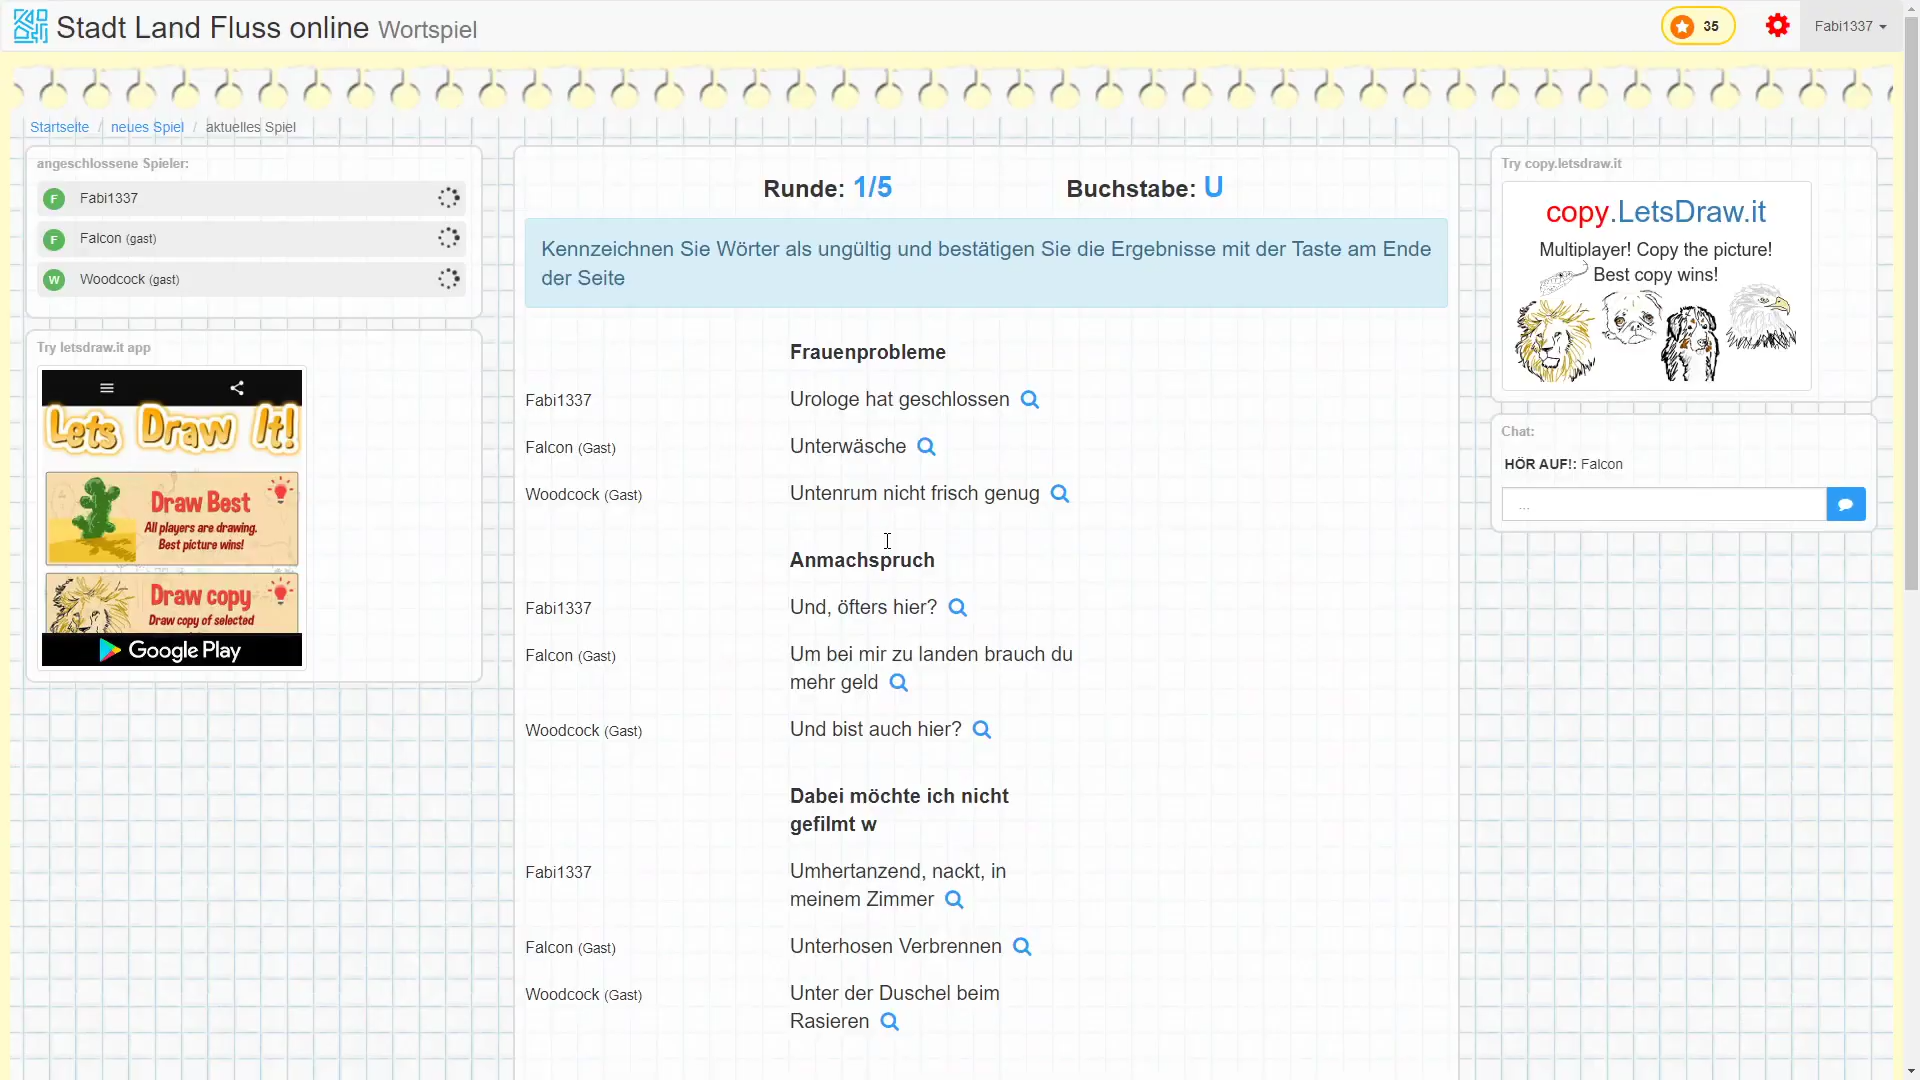 Stadt Land Fluss online Wortspiel
35
Fabi1337
Startseite / neues Spiel / aktuelles Spiel
angeschlossene Spieler:
F Fabi1337
F Falcon (gast)
W Woodcock (gast)
Try letsdraw.it app
Lets Draw It!
Draw Best
All players are drawing.
Best picture wins!
Draw copy
Draw copy of selected
Google Play
Runde: 1/5 Buchstabe: U
Kennzeichnen Sie Wörter als ungültig und bestätigen Sie die Ergebnisse mit der Taste am Ende
der Seite
Frauenprobleme
Fabi1337 Urologe hat geschlossen
Falcon (Gast) Unterwäsche
Woodcock (Gast) Untenrum nicht frisch genug
Anmachspruch
Fabi1337 Und, öfters hier?
Falcon (Gast) Um bei mir zu landen brauch du
mehr geld
Woodcock (Gast) Und bist auch hier?
Dabei möchte ich nicht
gefilmt w
Fabi1337 Umhertanzend, nackt, in
meinem Zimmer
Falcon (Gast) Unterhosen Verbrennen
Woodcock (Gast) Unter der Duschel beim
Rasieren
Try copy.letsdraw.it
copy.LetsDraw.it
Multiplayer! Copy the picture!
Best copy wins!
Chat:
HÖR AUF!: Falcon
...